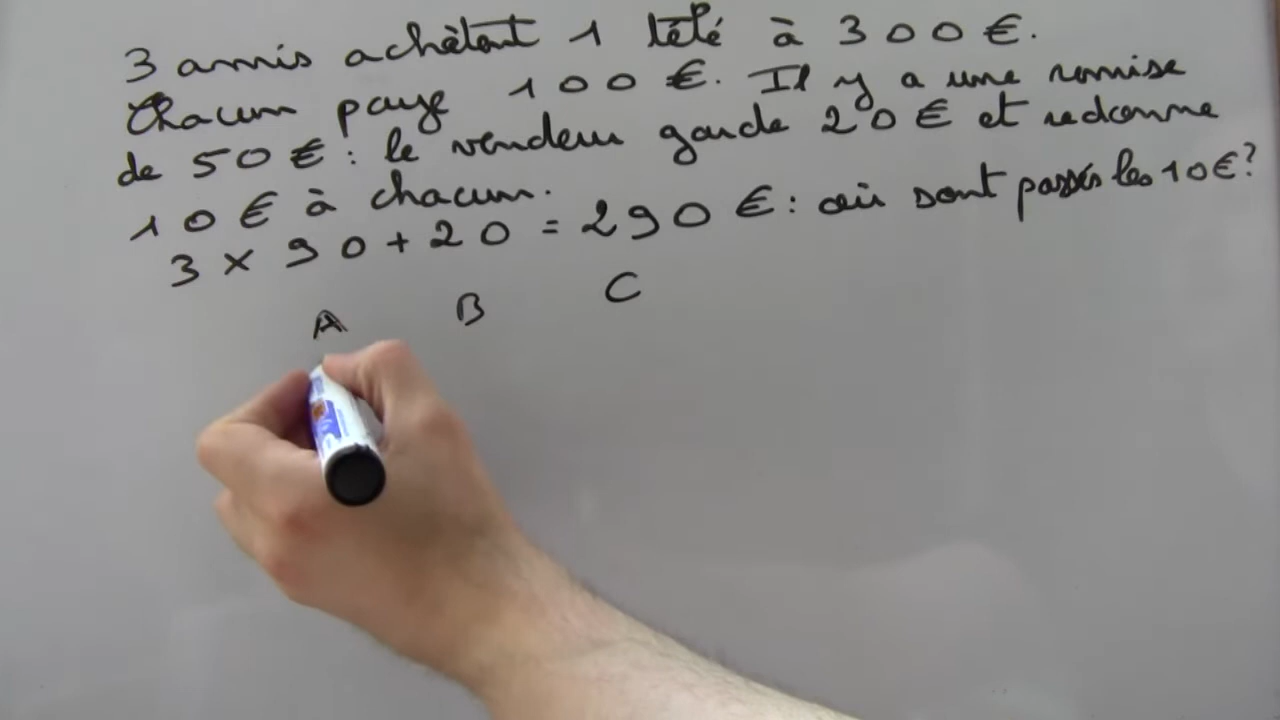 3 amis achètent 1 télé à 300 €.
Chacun paye 100 €. Il y a une remise
de 50 € : le vendeur garde 20 € et redonne
10 € à chacun.
3 × 90 + 20 = 290 € : où sont passés les 10 € ?
A B C